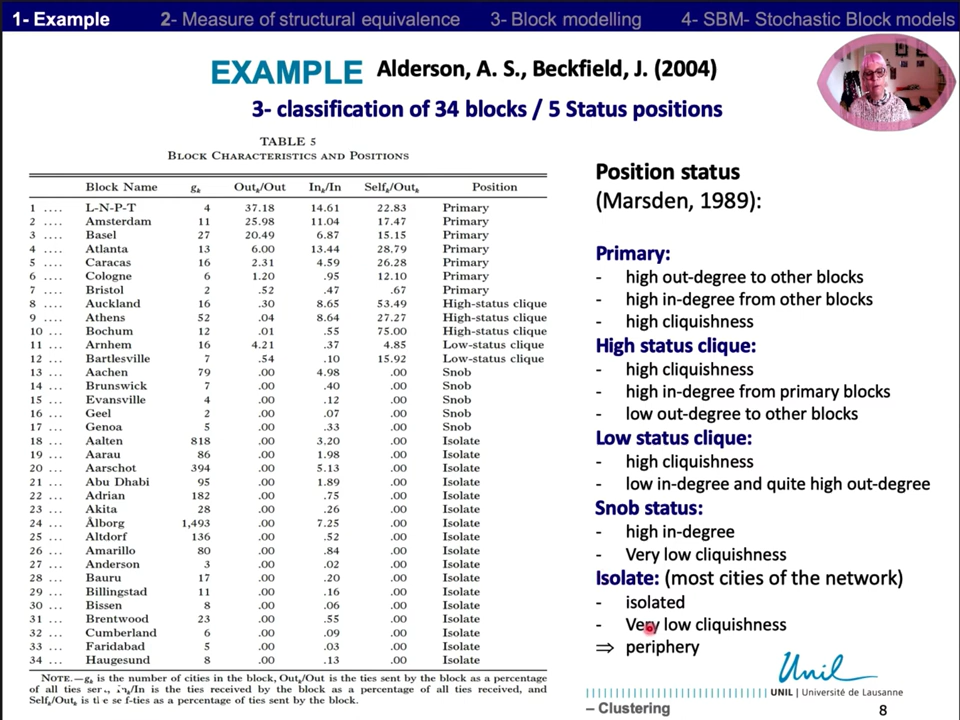 1- Example 2- Measure of structural equivalence 3- Block modelling 4- SBM- Stochastic Block models
EXAMPLE Alderson, A. S., Beckfield, J. (2004)
3- classification of 34 blocks / 5 Status positions
TABLE 5
BLOCK CHARACTERISTICS AND POSITIONS
Block Name gk Outk/Out Ink/In Selfk/Outk Position
1 .... L-N-P-T 4 37.18 14.61 22.83 Primary
2 .... Amsterdam 11 25.98 11.04 17.47 Primary
3 .... Basel 27 20.49 6.87 15.15 Primary
4 .... Atlanta 13 6.00 13.44 28.79 Primary
5 .... Caracas 16 2.31 4.59 26.28 Primary
6 .... Cologne 6 1.20 .95 12.10 Primary
7 .... Bristol 2 .52 .47 .67 Primary
8 .... Auckland 16 .30 8.65 53.49 High-status clique
9 .... Athens 52 .04 8.64 27.27 High-status clique
10 ... Bochum 12 .01 .55 75.00 High-status clique
11 ... Arnhem 16 4.21 .37 4.85 Low-status clique
12 ... Bartlesville 7 .54 .10 15.92 Low-status clique
13 ... Aachen 79 .00 4.98 .00 Snob
14 ... Brunswick 7 .00 .40 .00 Snob
15 ... Evansville 4 .00 .12 .00 Snob
16 ... Geel 2 .00 .07 .00 Snob
17 ... Genoa 5 .00 .33 .00 Snob
18 ... Aalten 818 .00 3.20 .00 Isolate
19 ... Aarau 86 .00 1.98 .00 Isolate
20 ... Aarschot 394 .00 5.13 .00 Isolate
21 ... Abu Dhabi 95 .00 1.89 .00 Isolate
22 ... Adrian 182 .00 .75 .00 Isolate
23 ... Akita 28 .00 .26 .00 Isolate
24 ... Ålborg 1,493 .00 7.25 .00 Isolate
25 ... Altdorf 136 .00 .52 .00 Isolate
26 ... Amarillo 80 .00 .84 .00 Isolate
27 ... Anderson 3 .00 .02 .00 Isolate
28 ... Bauru 17 .00 .20 .00 Isolate
29 ... Billingstad 11 .00 .16 .00 Isolate
30 ... Bissen 8 .00 .06 .00 Isolate
31 ... Brentwood 23 .00 .55 .00 Isolate
32 ... Cumberland 6 .00 .09 .00 Isolate
33 ... Faridabad 5 .00 .03 .00 Isolate
34 ... Haugesund 8 .00 .13 .00 Isolate
NOTE.—gk is the number of cities in the block, Outk/Out is the ties sent by the block as a percentage
of all ties /In is the ties received by the block as a percentage of all ties received, and
Selfk/Outk is as a percentage of ties sent by the block.
Position status
(Marsden, 1989):
Primary:
- high out-degree to other blocks
- high in-degree from other blocks
- high cliquishness
High status clique:
- high cliquishness
- high in-degree from primary blocks
- low out-degree to other blocks
Low status clique:
- high cliquishness
- low in-degree and quite high out-degree
Snob status:
- high in-degree
- Very low cliquishness
Isolate: (most cities of the network)
- isolated
- Very low cliquishness
⇒ periphery
Unil
UNIL | Université de Lausanne
– Clustering
8